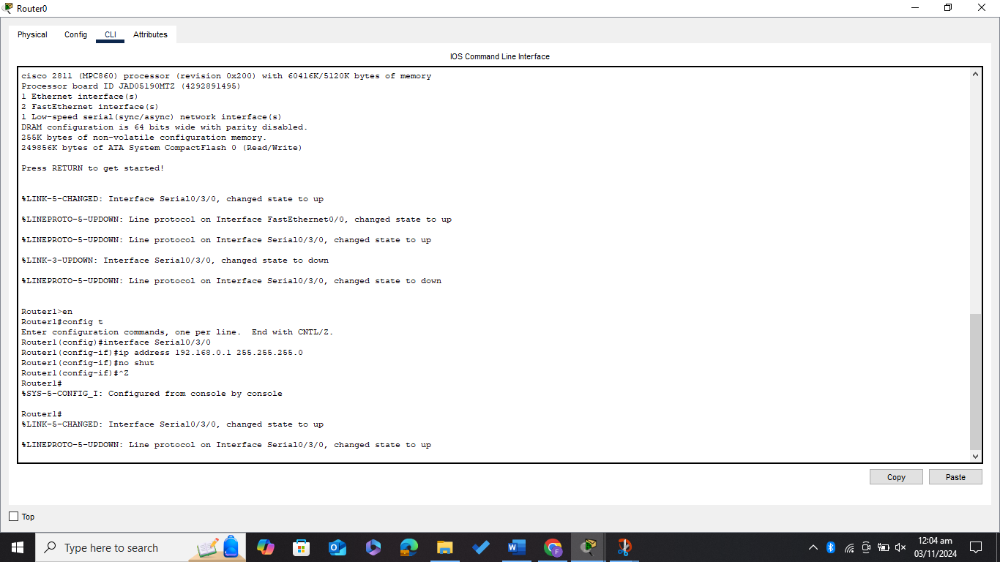 Router0
Physical Config CLI Attributes
IOS Command Line Interface
cisco 2811 (MPC860) processor (revision 0x200) with 60416K/5120K bytes of memory
Processor board ID JAD05190MTZ (4292891495)
1 Ethernet interface(s)
2 FastEthernet interface(s)
1 Low-speed serial(sync/async) network interface(s)
DRAM configuration is 64 bits wide with parity disabled.
255K bytes of non-volatile configuration memory.
249856K bytes of ATA System CompactFlash 0 (Read/Write)
Press RETURN to get started!
%LINK-5-CHANGED: Interface Serial0/3/0, changed state to up
%LINEPROTO-5-UPDOWN: Line protocol on Interface FastEthernet0/0, changed state to up
%LINEPROTO-5-UPDOWN: Line protocol on Interface Serial0/3/0, changed state to up
%LINK-3-UPDOWN: Interface Serial0/3/0, changed state to down
%LINEPROTO-5-UPDOWN: Line protocol on Interface Serial0/3/0, changed state to down
Router1>en
Router1#config t
Enter configuration commands, one per line.  End with CNTL/Z.
Router1(config)#interface Serial0/3/0
Router1(config-if)#ip address 192.168.0.1 255.255.255.0
Router1(config-if)#no shut
Router1(config-if)#^Z
Router1#
%SYS-5-CONFIG_I: Configured from console by console
Router1#
%LINK-5-CHANGED: Interface Serial0/3/0, changed state to up
%LINEPROTO-5-UPDOWN: Line protocol on Interface Serial0/3/0, changed state to up
Copy Paste
Top
Type here to search
12:04 am
03/11/2024